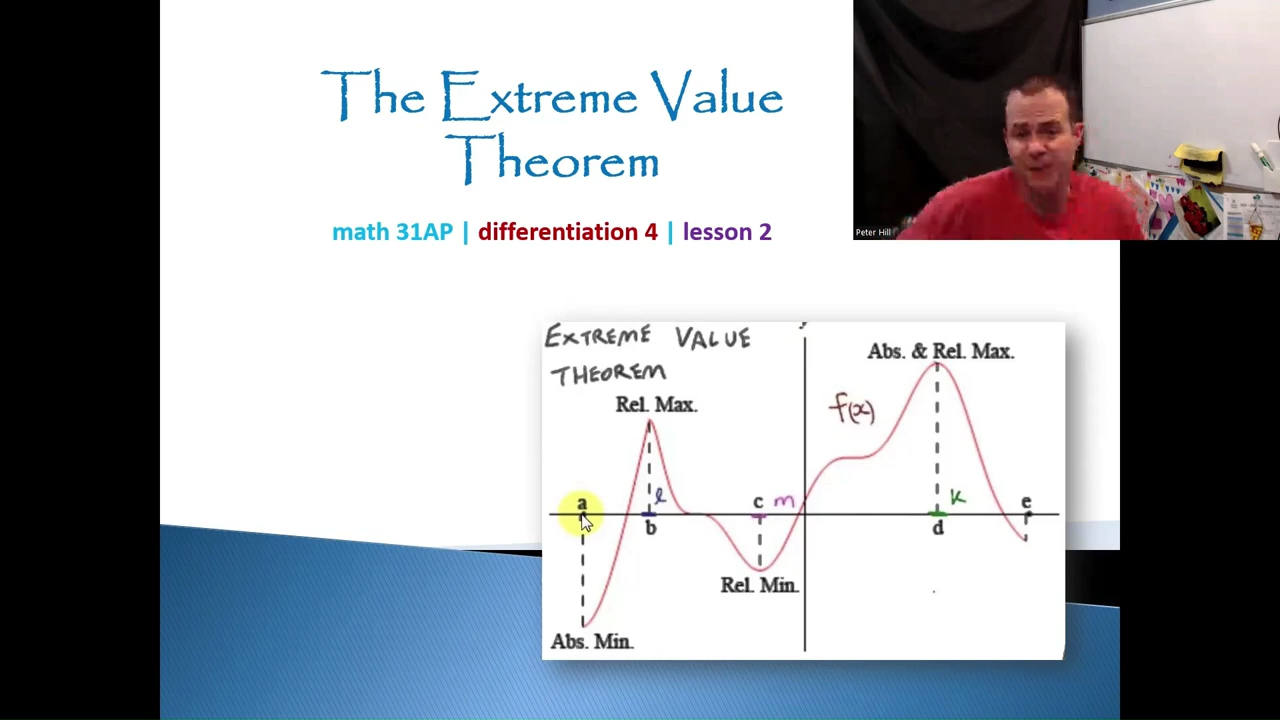 The Extreme Value
Theorem
math 31AP | differentiation 4 | lesson 2
Peter Hill
EXTREME VALUE
THEOREM
Abs. & Rel. Max.
Rel. Max.
f(x)
a
l
c
m
k
e
b
d
Rel. Min.
Abs. Min.